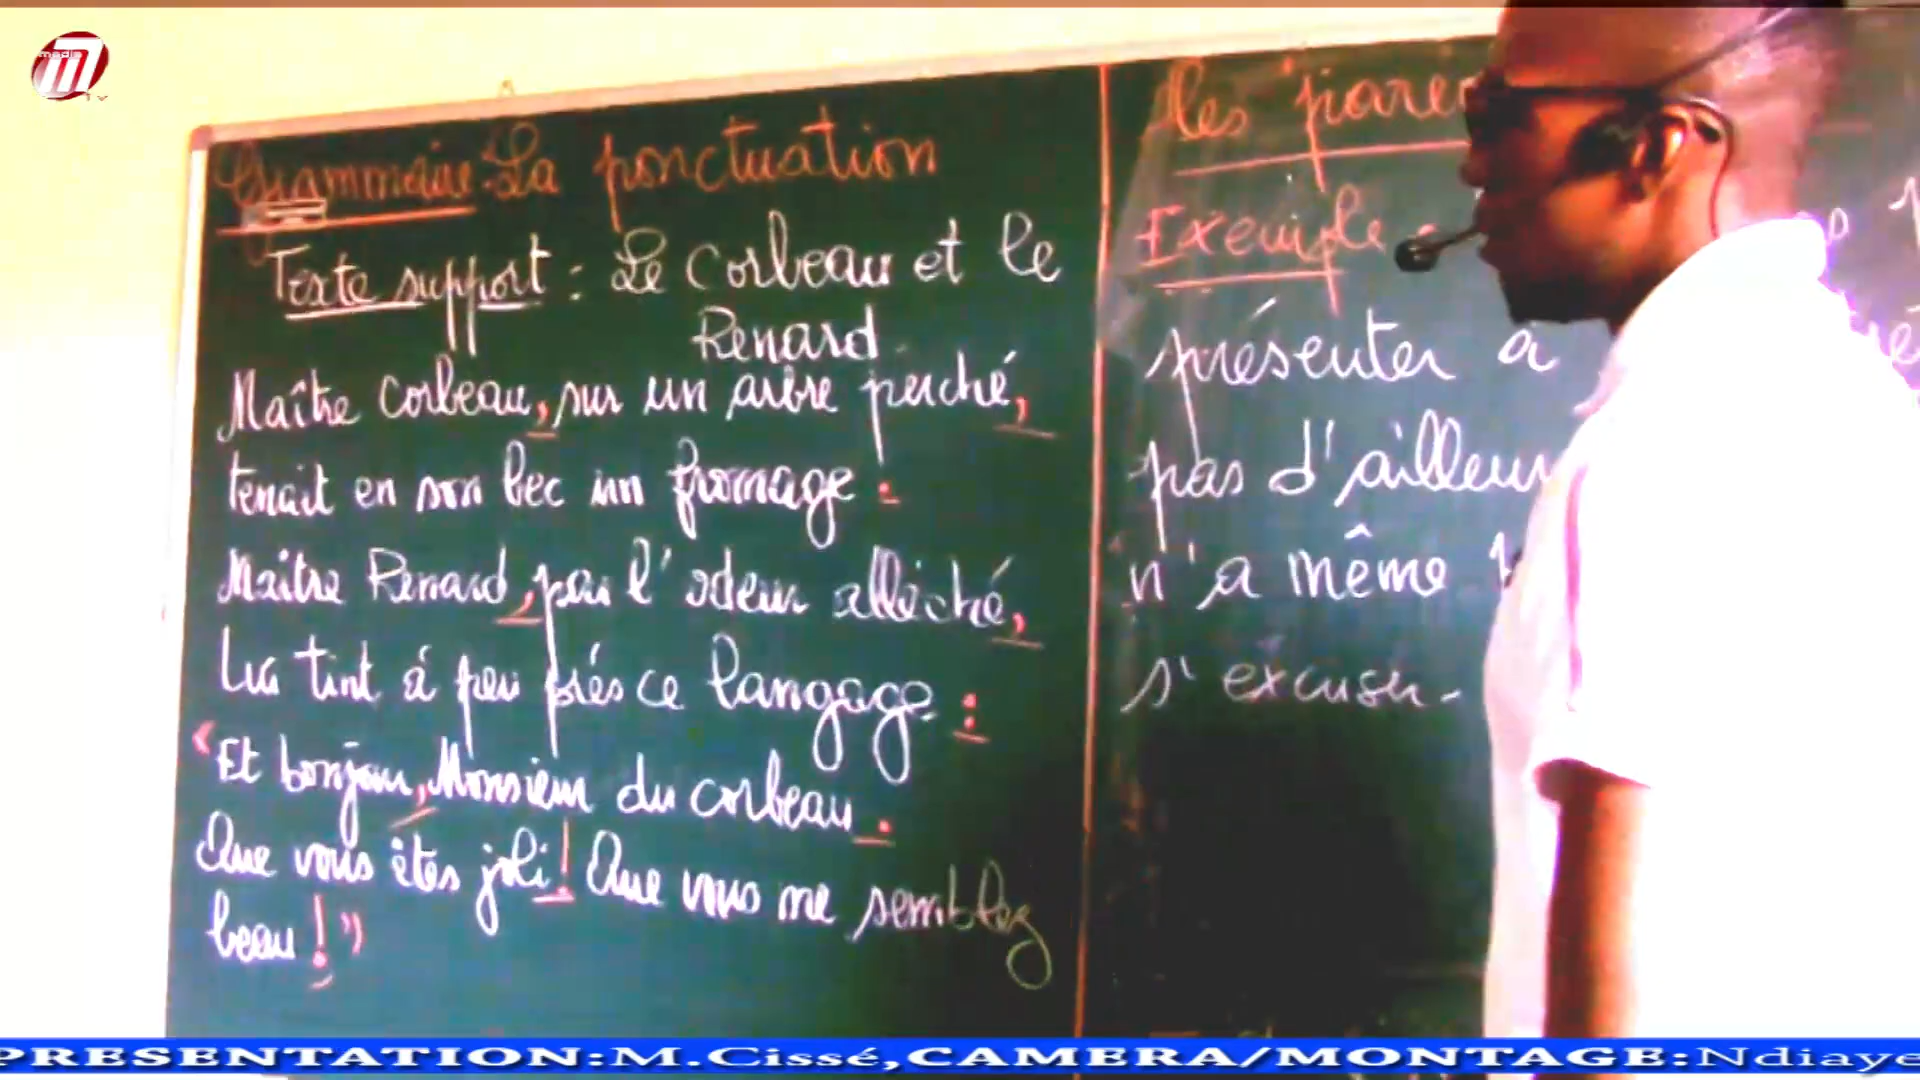 media
TV
Grammaire: La ponctuation
Texte support : Le Corbeau et le
Renard.
Maître corbeau, sur un arbre perché,
tenait en son bec un fromage :
Maître Renard, par l'odeur alléché,
Lui tint à peu près ce langage :
"Et bonjour, Monsieur du corbeau.
Que vous êtes joli! Que vous me semblez
beau! "
les
Exemple :
présenter a
pas d'ailleur
n'a même
s'excuser.
PRESENTATION:M.Cissé,CAMERA/MONTAGE:Ndiaye